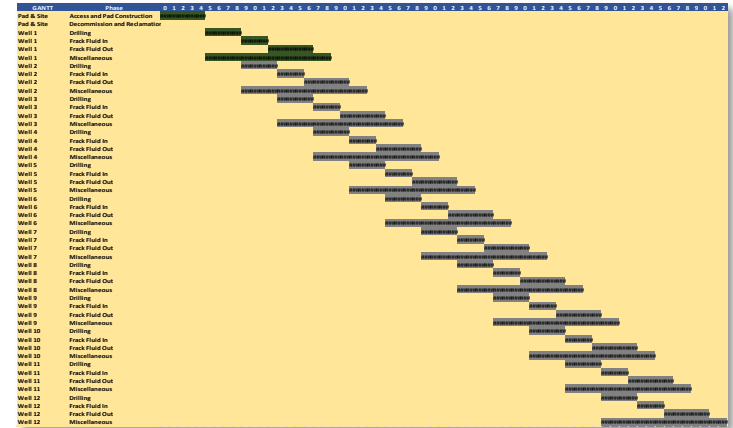 GANTT Phase 0 1 2 3 4 5 6 7 8 9 0 1 2 3 4 5 6 7 8 9 0 1 2 3 4 5 6 7 8 9 0 1 2 3 4 5 6 7 8 9 0 1 2 3 4 5 6 7 8 9 0 1 2 3 4 5 6 7 8 9 0 1 2
Pad & Site Access and Pad Construction
Pad & Site Decommission and Reclamation
Well 1 Drilling
Well 1 Frack Fluid In
Well 1 Frack Fluid Out
Well 1 Miscellaneous
Well 2 Drilling
Well 2 Frack Fluid In
Well 2 Frack Fluid Out
Well 2 Miscellaneous
Well 3 Drilling
Well 3 Frack Fluid In
Well 3 Frack Fluid Out
Well 3 Miscellaneous
Well 4 Drilling
Well 4 Frack Fluid In
Well 4 Frack Fluid Out
Well 4 Miscellaneous
Well 5 Drilling
Well 5 Frack Fluid In
Well 5 Frack Fluid Out
Well 5 Miscellaneous
Well 6 Drilling
Well 6 Frack Fluid In
Well 6 Frack Fluid Out
Well 6 Miscellaneous
Well 7 Drilling
Well 7 Frack Fluid In
Well 7 Frack Fluid Out
Well 7 Miscellaneous
Well 8 Drilling
Well 8 Frack Fluid In
Well 8 Frack Fluid Out
Well 8 Miscellaneous
Well 9 Drilling
Well 9 Frack Fluid In
Well 9 Frack Fluid Out
Well 9 Miscellaneous
Well 10 Drilling
Well 10 Frack Fluid In
Well 10 Frack Fluid Out
Well 10 Miscellaneous
Well 11 Drilling
Well 11 Frack Fluid In
Well 11 Frack Fluid Out
Well 11 Miscellaneous
Well 12 Drilling
Well 12 Frack Fluid In
Well 12 Frack Fluid Out
Well 12 Miscellaneous